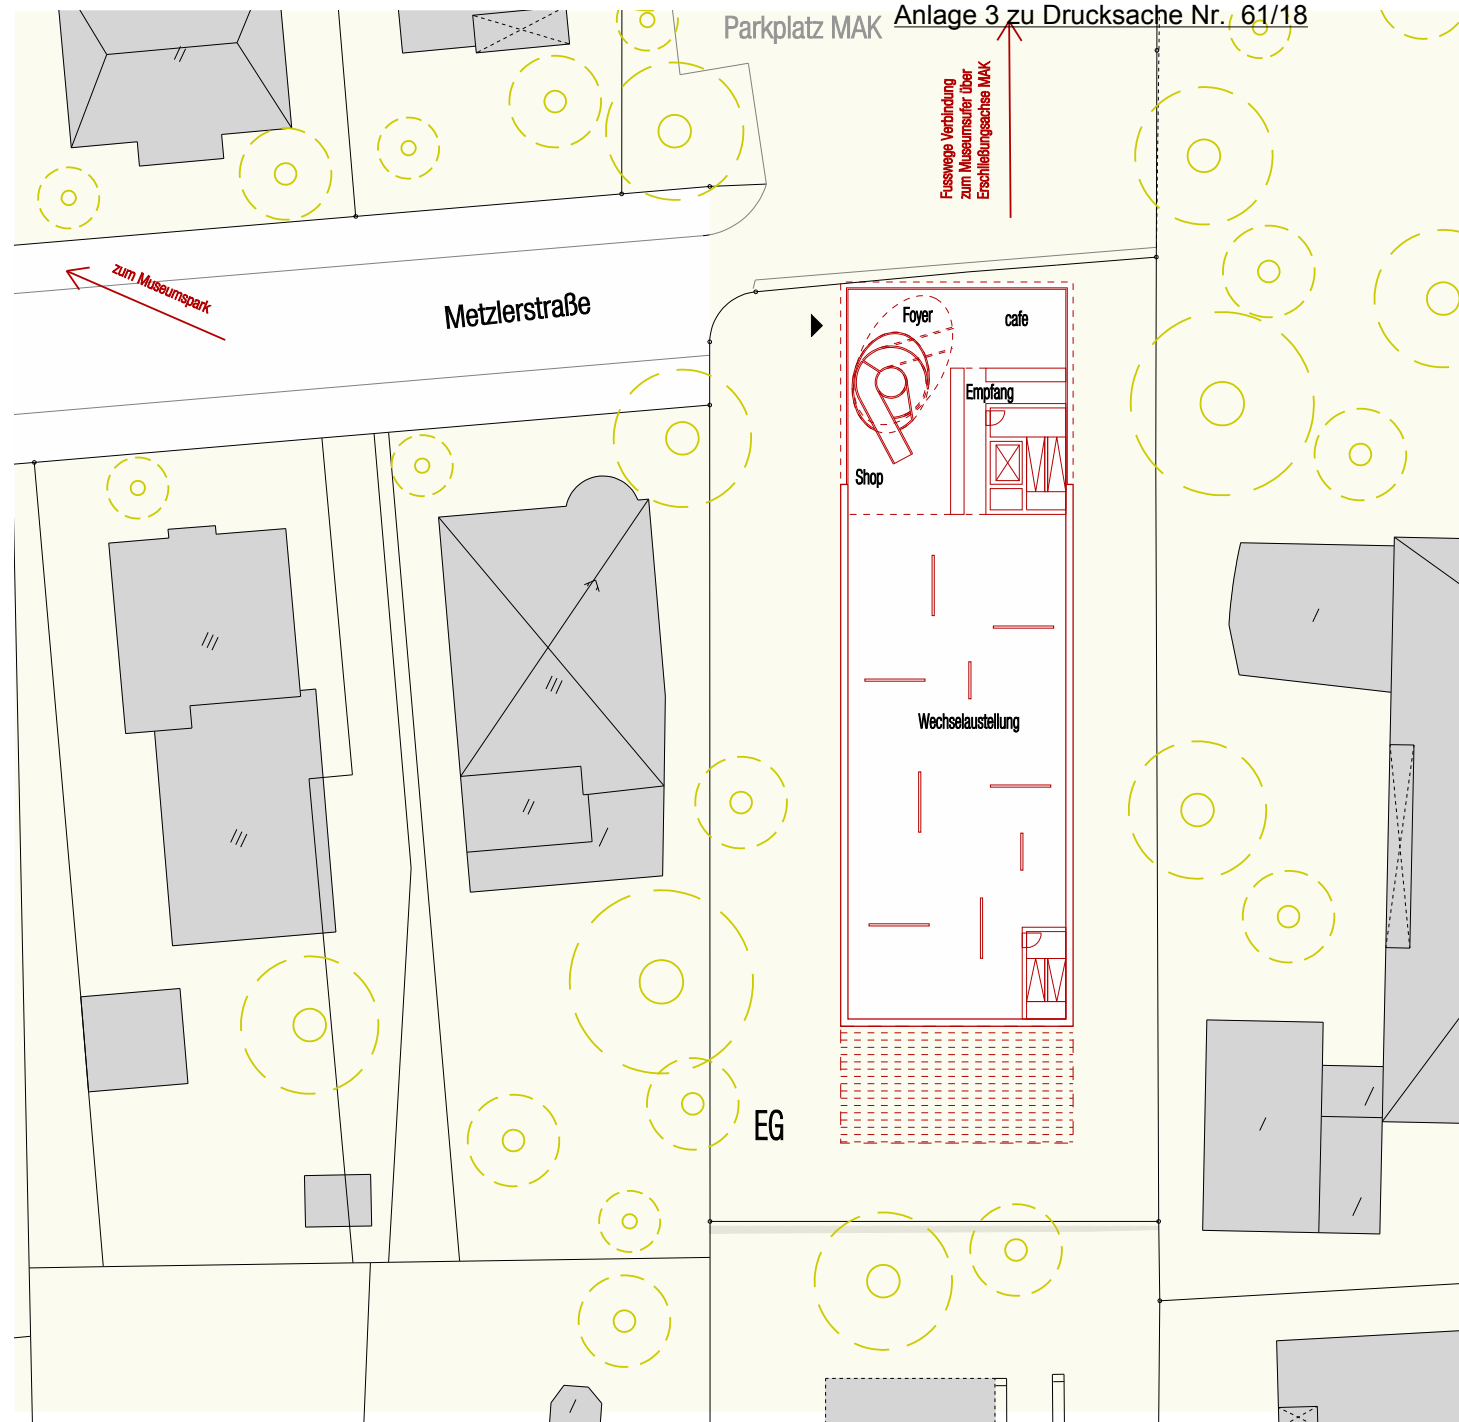 Anlage 3 zu Drucksache Nr. 61/18
Parkplatz MAK
Fusswege Verbindung
zum Museumsufer über
Erschließungsachse MAK
zum Museumspark
Metzlerstraße
Foyer
cafe
Empfang
Shop
Wechselaustellung
EG